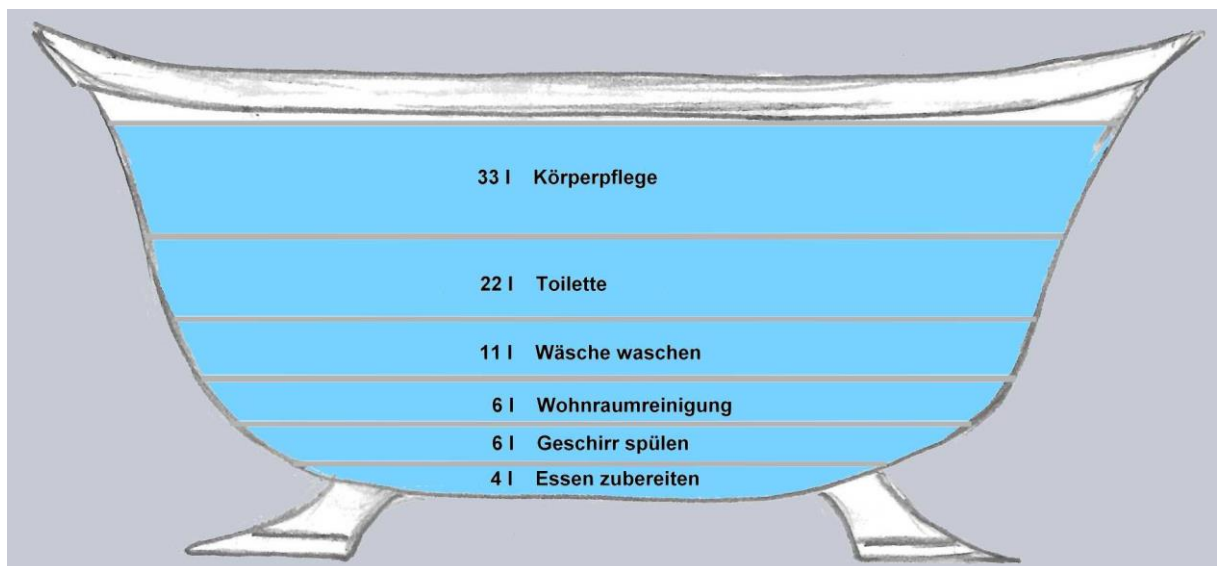 33 l Körperpflege
22 l Toilette
11 l Wäsche waschen
6 l Wohnraumreinigung
6 l Geschirr spülen
4 l Essen zubereiten